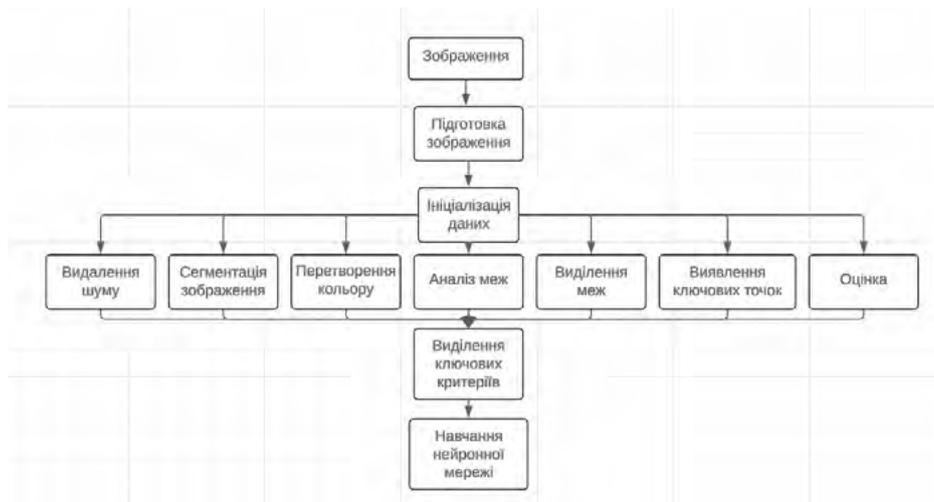 Зображення
Підготовка
зображення
Ініціалізація
даних
Видалення
шуму
Сегментація
зображення
Перетворення
кольору
Аналіз меж
Виділення
меж
Виявлення
ключових точок
Оцінка
Виділення
ключових
критеріїв
Навчання
нейронної
мережі